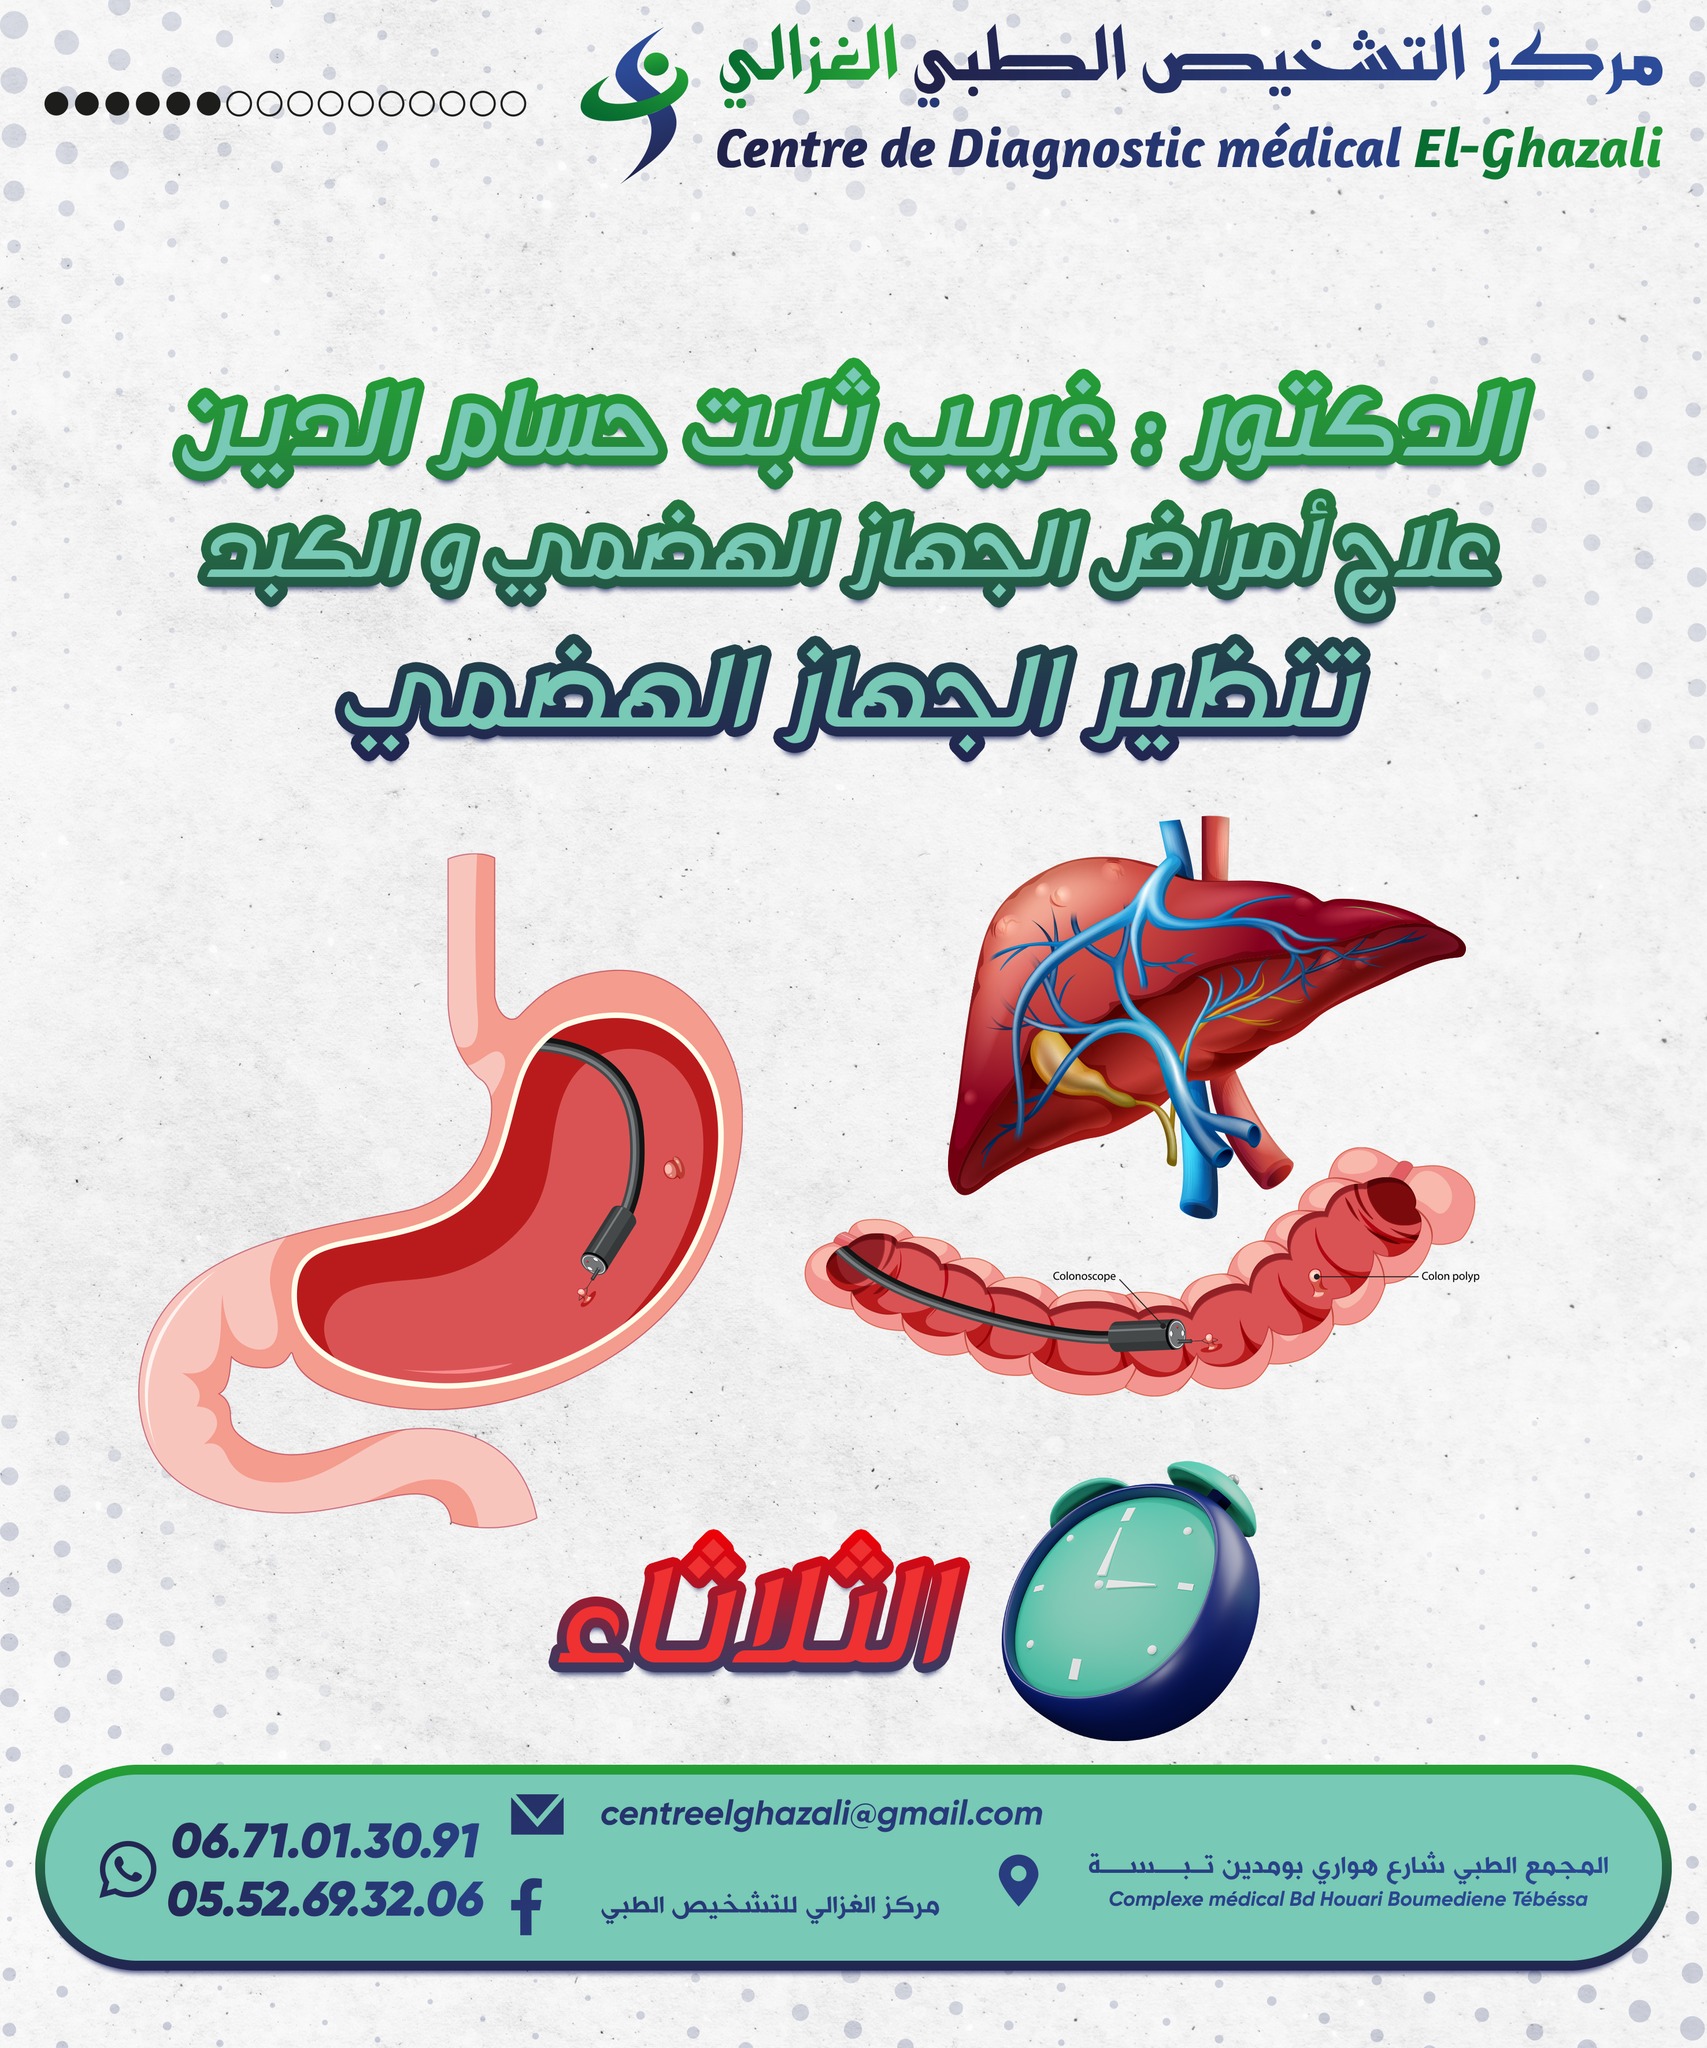 مركز التشخيص الطبي الغزالي
Centre de Diagnostic médical El-Ghazali
الدكتور : غريب ثابت حسام الدين
علاج أمراض الجهاز الهضمي و الكبد
تنظير الجهاز الهضمي
Colonoscope
Colon polyp
الثلاثاء
06.71.01.30.91
05.52.69.32.06
centreelghazali@gmail.com
مركز الغزالي للتشخيص الطبي
المجمع الطبي شارع هواري بومدين تـبـــســـة
Complexe médical Bd Houari Boumediene Tébéssa